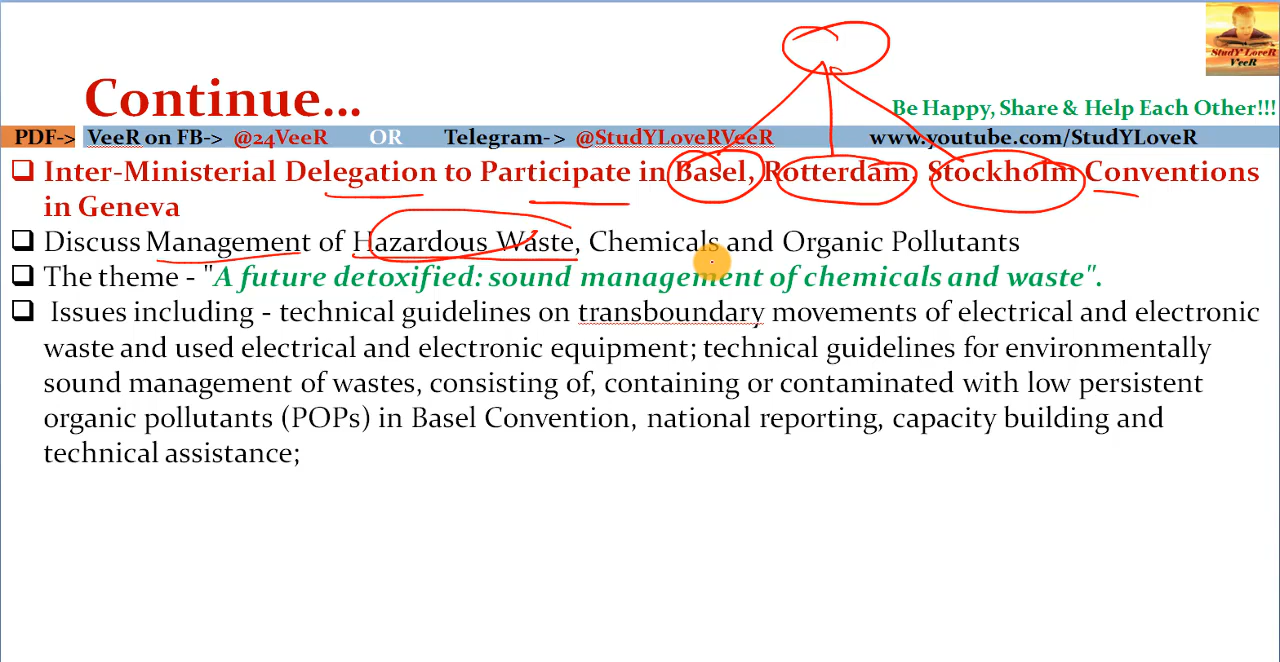 StudY LoveR
VeeR
Continue...
Be Happy, Share & Help Each Other!!!
PDF-> VeeR on FB-> @24VeeR OR Telegram-> @StudYLoveRVeeR www.youtube.com/StudYLoveR
❑ Inter-Ministerial Delegation to Participate in Basel, Rotterdam, Stockholm Conventions
in Geneva
❑ Discuss Management of Hazardous Waste, Chemicals and Organic Pollutants
❑ The theme - "A future detoxified: sound management of chemicals and waste".
❑ Issues including - technical guidelines on transboundary movements of electrical and electronic
waste and used electrical and electronic equipment; technical guidelines for environmentally
sound management of wastes, consisting of, containing or contaminated with low persistent
organic pollutants (POPs) in Basel Convention, national reporting, capacity building and
technical assistance;